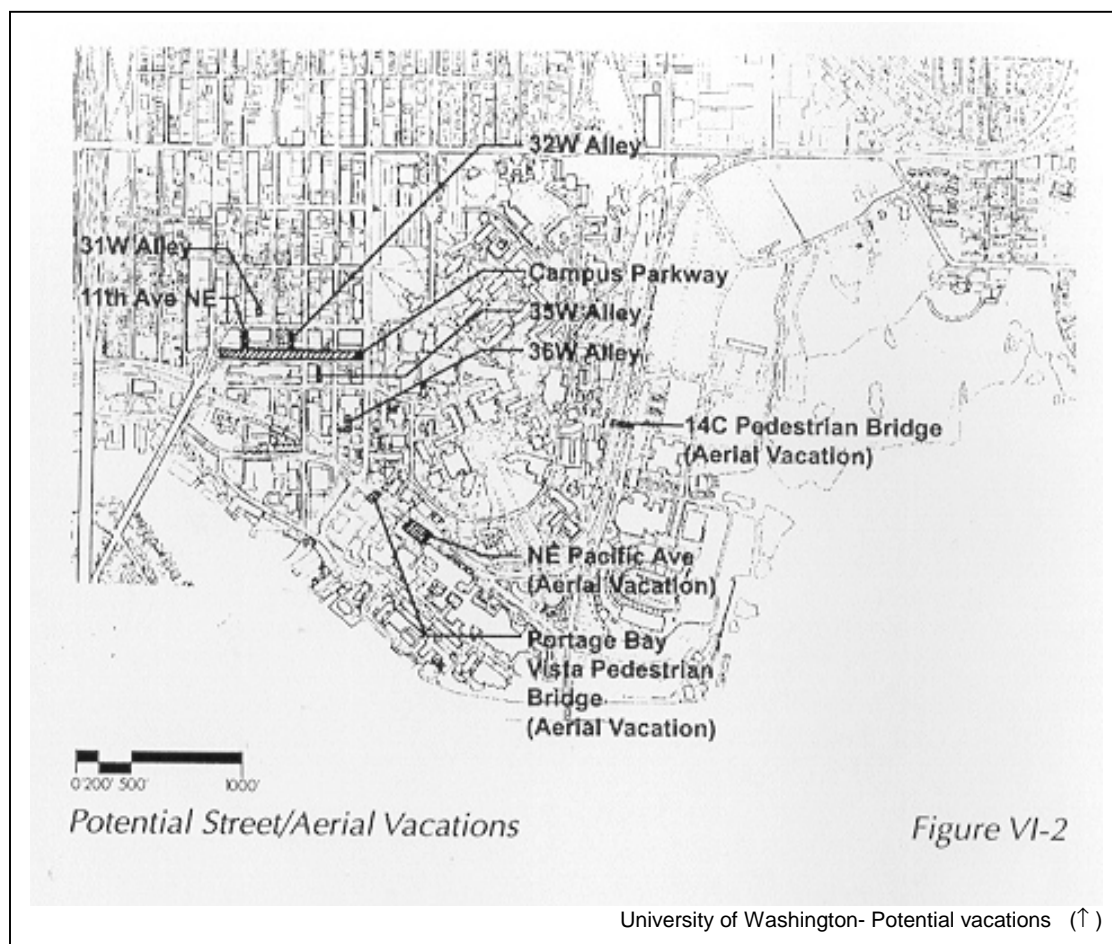 32W Alley
31W Alley
11th Ave NE
Campus Parkway
35W Alley
36W Alley
14C Pedestrian Bridge
(Aerial Vacation)
NE Pacific Ave
(Aerial Vacation)
Portage Bay
Vista Pedestrian
Bridge
(Aerial Vacation)
0'200' 500' 1000'
Potential Street/Aerial Vacations
Figure VI-2
University of Washington- Potential vacations (↑)